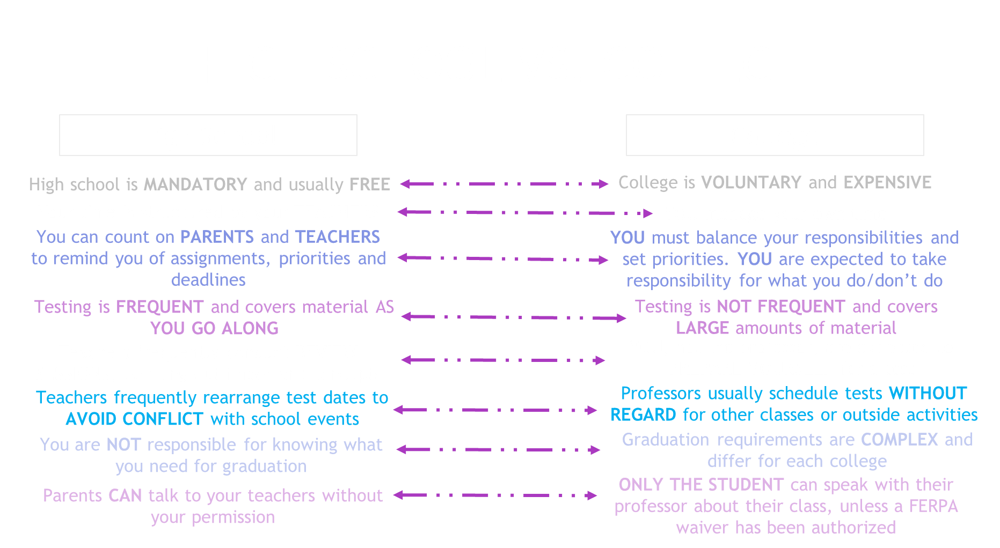 High school is MANDATORY and usually FREE
College is VOLUNTARY and EXPENSIVE
You can count on PARENTS and TEACHERS
to remind you of assignments, priorities and
deadlines
YOU must balance your responsibilities and
set priorities. YOU are expected to take
responsibility for what you do/don’t do
Testing is FREQUENT and covers material AS
YOU GO ALONG
Testing is NOT FREQUENT and covers
LARGE amounts of material
Teachers frequently rearrange test dates to
AVOID CONFLICT with school events
Professors usually schedule tests WITHOUT
REGARD for other classes or outside activities
You are NOT responsible for knowing what
you need for graduation
Graduation requirements are COMPLEX and
differ for each college
Parents CAN talk to your teachers without
your permission
ONLY THE STUDENT can speak with their
professor about their class, unless a FERPA
waiver has been authorized